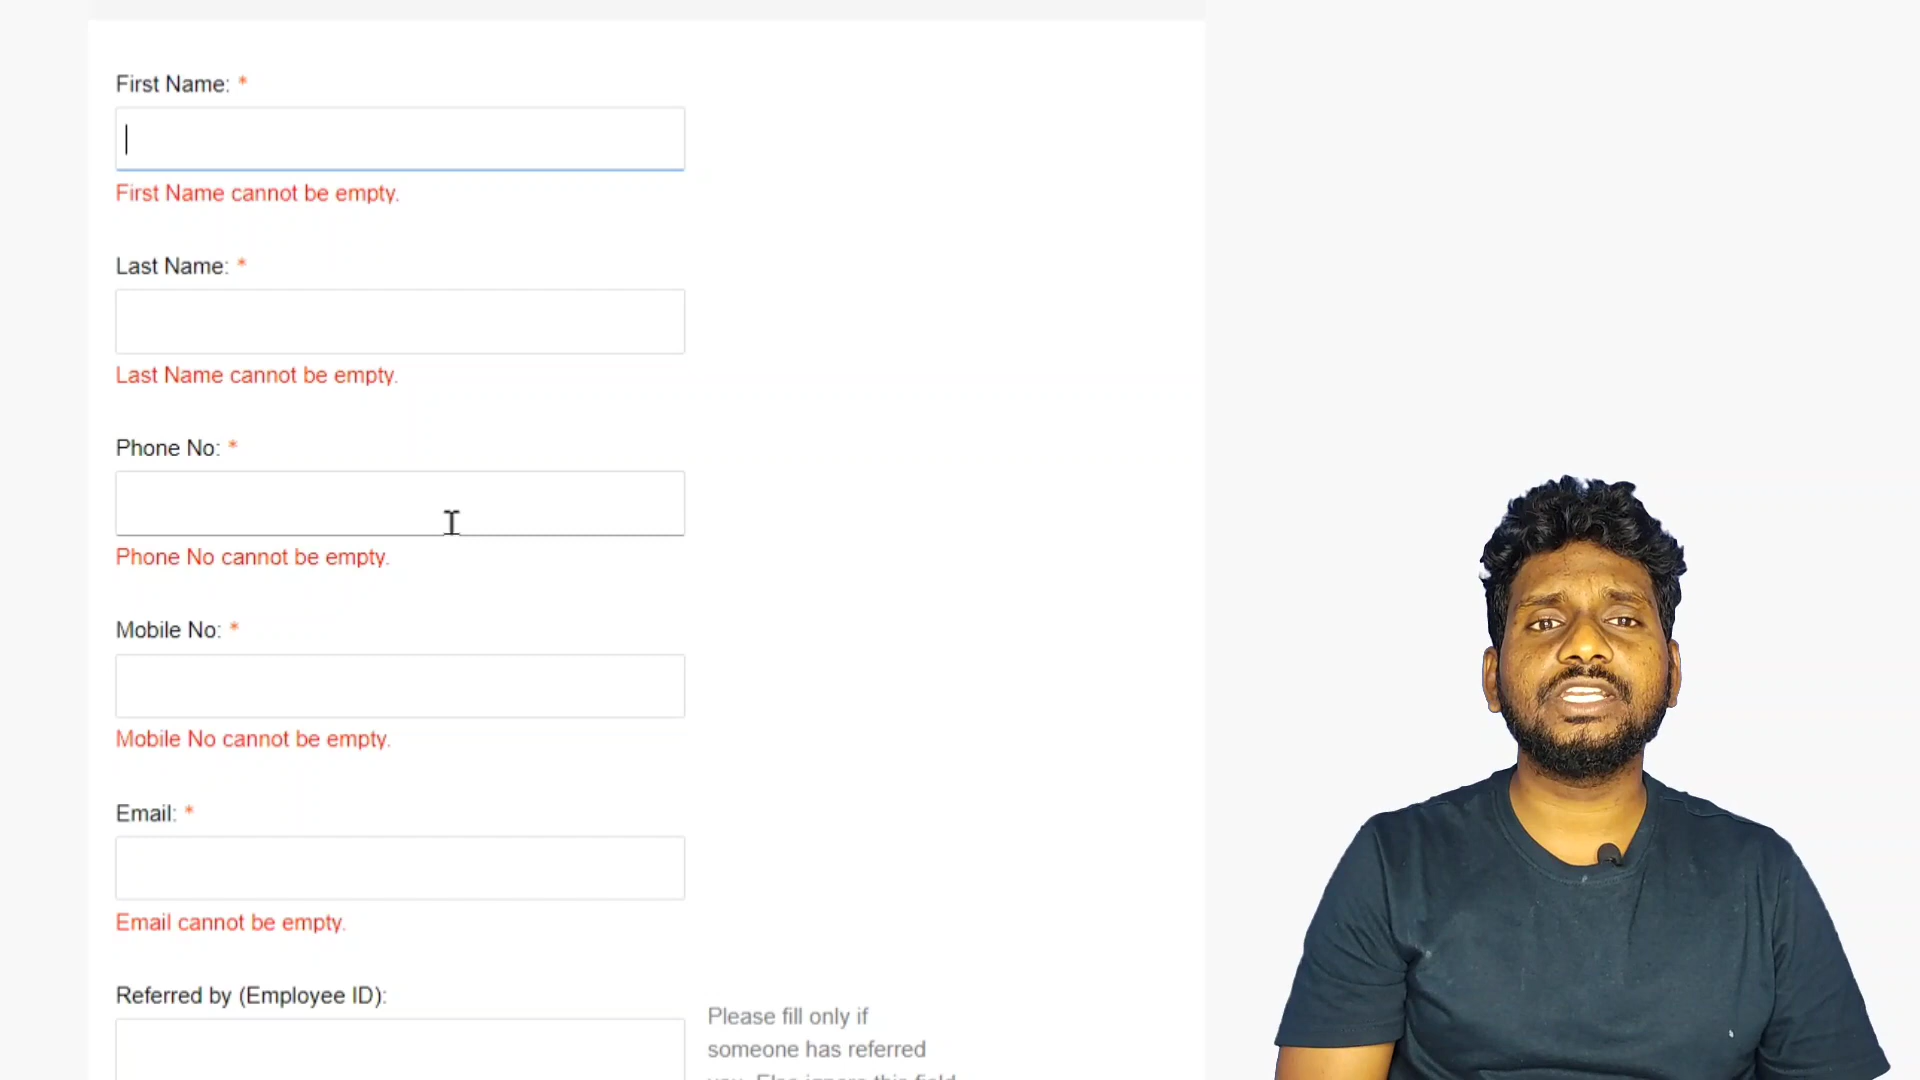 First Name: *
First Name cannot be empty.
Last Name: *
Last Name cannot be empty.
Phone No: *
Phone No cannot be empty.
Mobile No: *
Mobile No cannot be empty.
Email: *
Email cannot be empty.
Referred by (Employee ID):
Please fill only if
someone has referred